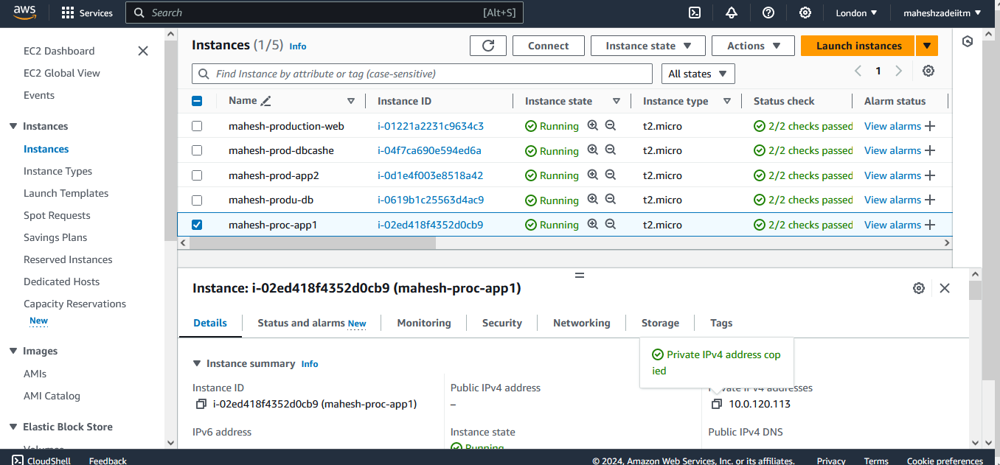 aws Services Search [Alt+S] London maheshzadeiitm
EC2 Dashboard
EC2 Global View
Events
Instances
Instances
Instance Types
Launch Templates
Spot Requests
Savings Plans
Reserved Instances
Dedicated Hosts
Capacity Reservations
New
Images
AMIs
AMI Catalog
Elastic Block Store
Volumes
Instances (1/5) Info Connect Instance state Actions Launch instances
Find Instance by attribute or tag (case-sensitive) All states 1
Name Instance ID Instance state Instance type Status check Alarm status
mahesh-production-web i-01221a2231c9634c3 Running t2.micro 2/2 checks passed View alarms
mahesh-prod-dbcashe i-04f7ca690e594ed6a Running t2.micro 2/2 checks passed View alarms
mahesh-prod-app2 i-0d1e4f003e8518a42 Running t2.micro 2/2 checks passed View alarms
mahesh-produ-db i-0619b1c25563d4ac9 Running t2.micro 2/2 checks passed View alarms
mahesh-proc-app1 i-02ed418f4352d0cb9 Running t2.micro 2/2 checks passed View alarms
Instance: i-02ed418f4352d0cb9 (mahesh-proc-app1)
Details Status and alarms New Monitoring Security Networking Storage Tags
Private IPv4 address cop
ied
Instance summary Info
Instance ID Public IPv4 address Private IPv4 addresses
i-02ed418f4352d0cb9 (mahesh-proc-app1) – 10.0.120.113
IPv6 address Instance state Public IPv4 DNS
Running
CloudShell Feedback © 2024, Amazon Web Services, Inc. or its affiliates. Privacy Terms Cookie preferences